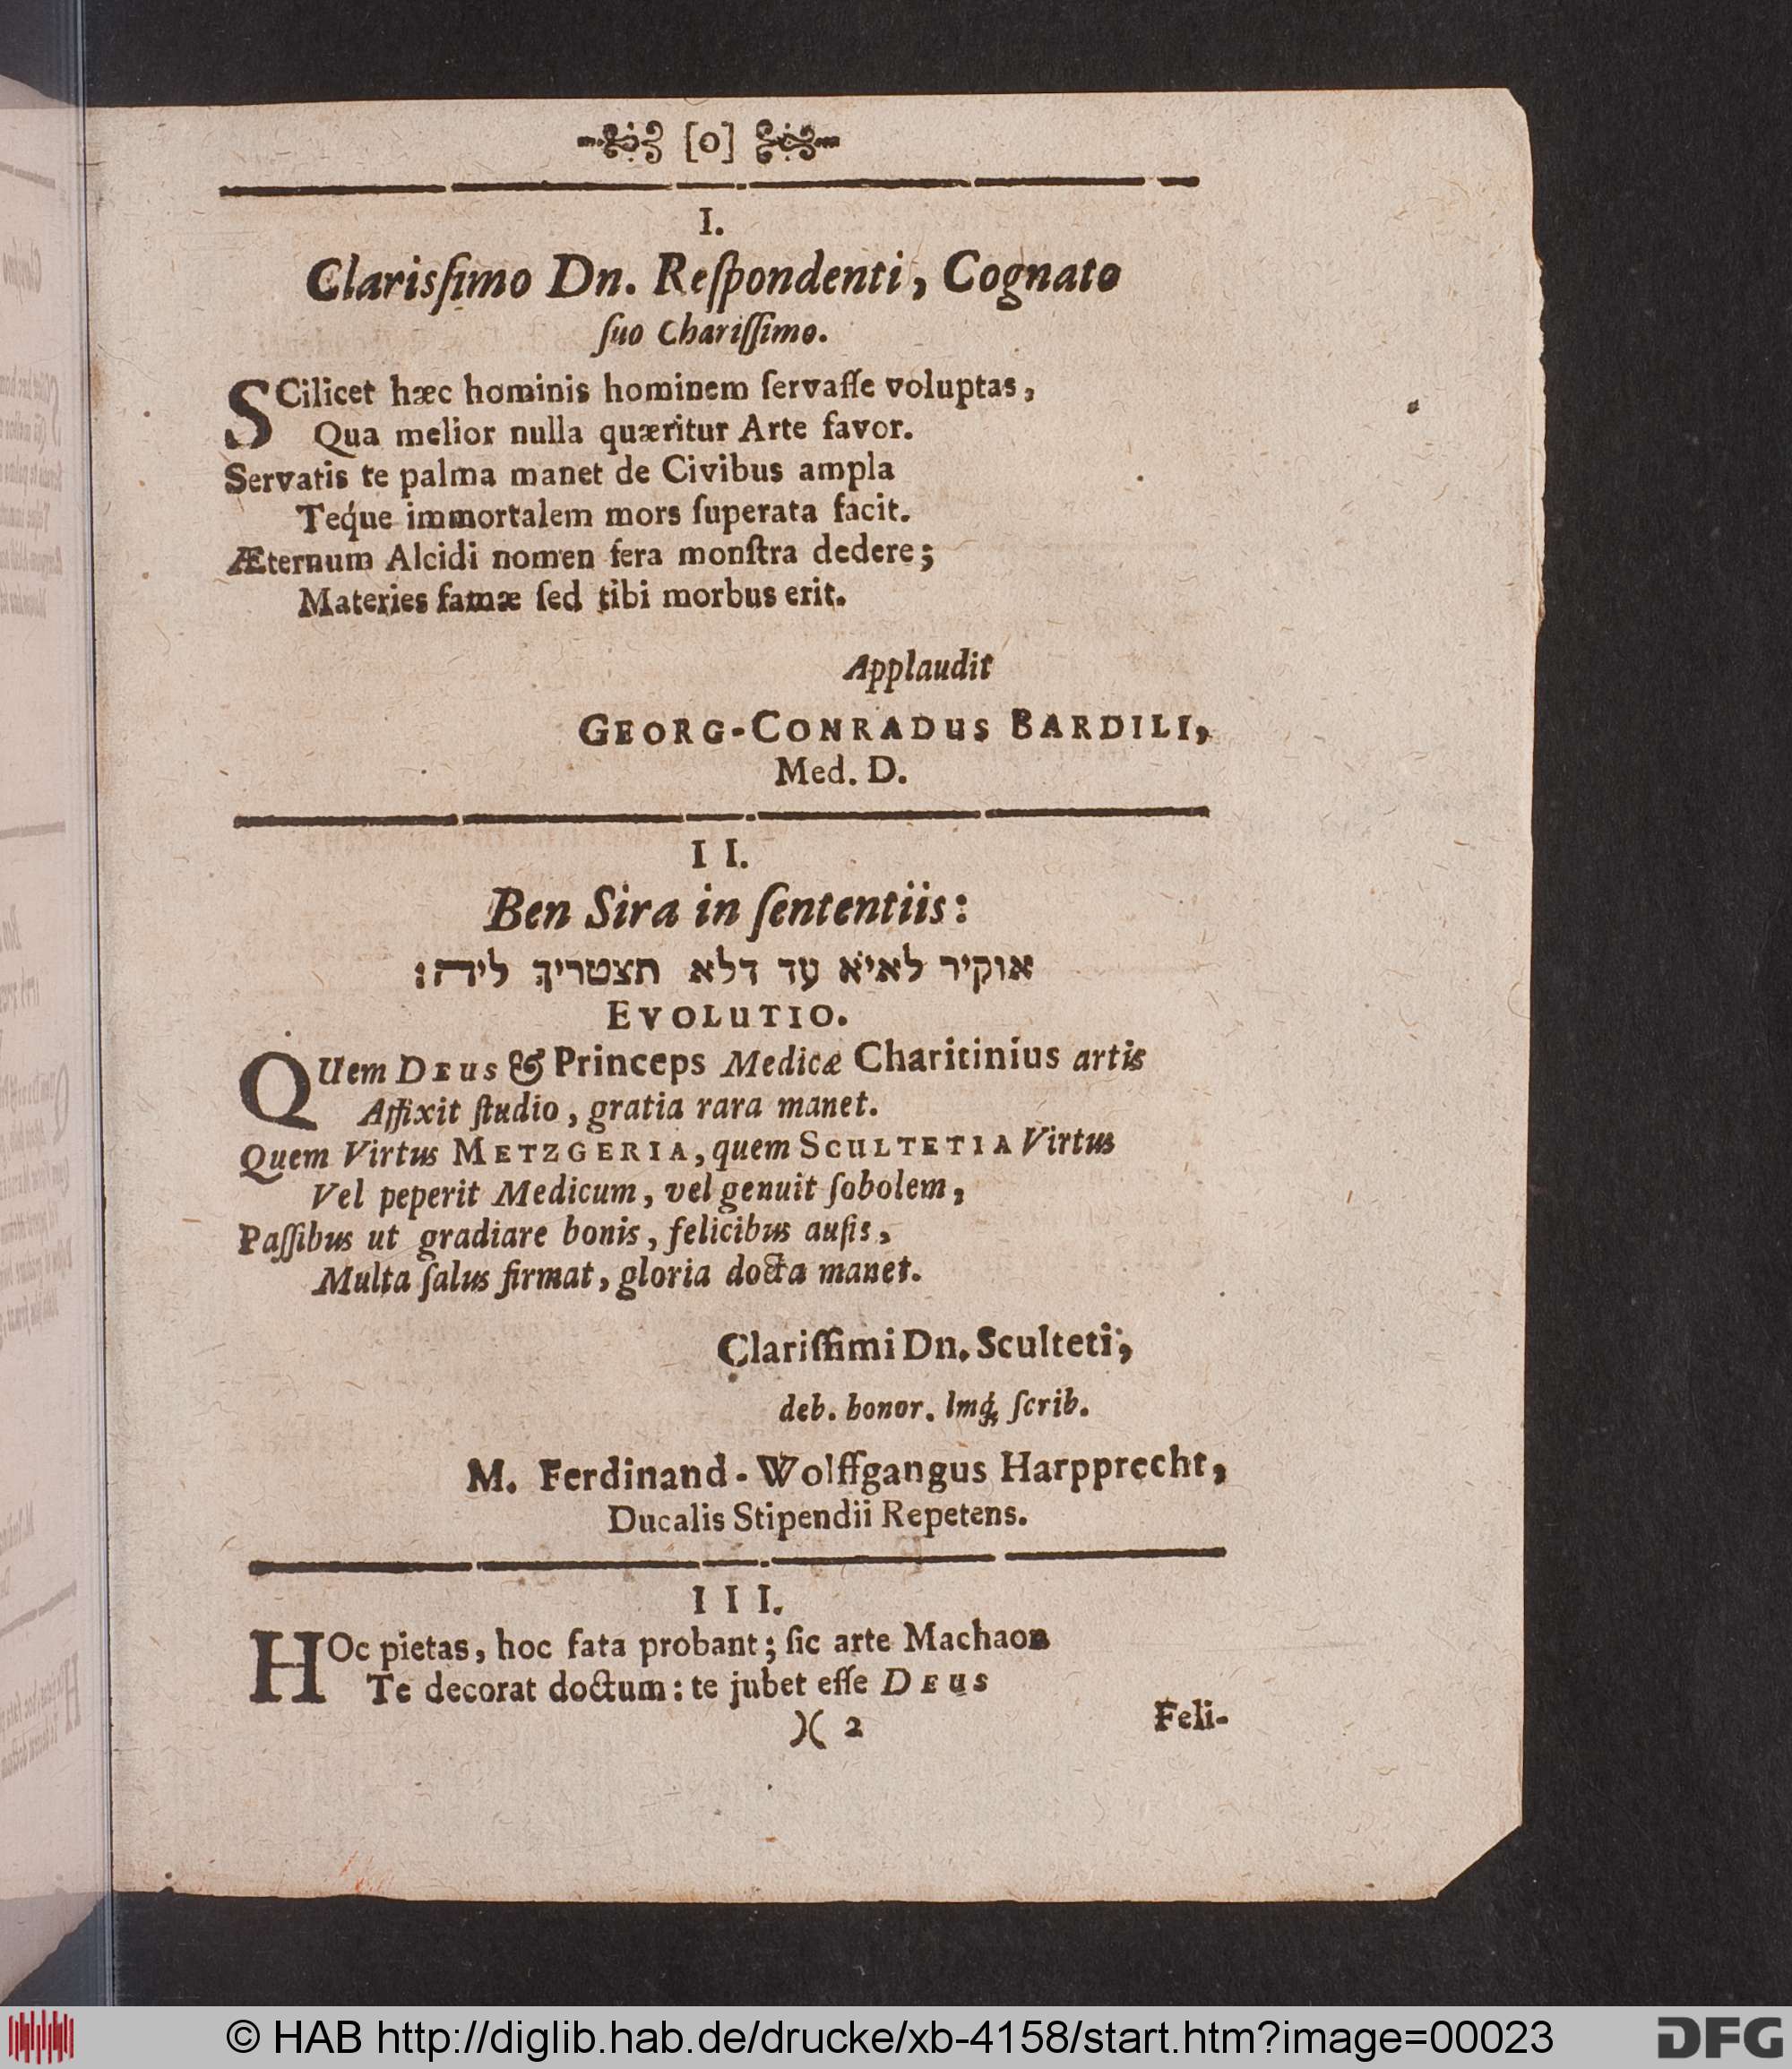 [0]
I.
Clarisſimo Dn. Reſpondenti, Cognato
ſuo Chariſſimo.
SCilicet hæc hominis hominem ſervaſſe voluptas,
Qua melior nulla quæritur Arte favor.
Servatis te palma manet de Civibus ampla
Teq́ue immortalem mors ſuperata facit.
Æternum Alcidi nomen fera monſtra dedere;
Materies famæ ſed tibi morbus erit.
Applaudit
GEORG-CONRADUS BARDILI,
Med. D.
II.
Ben Sira in ſententiis:
אוקיר לאיא עד דלא תצטריך ליה:
EVOLUTIO.
QUem DEUS & Princeps Medicæ Charitinius artis
Affixit ſtudio, gratia rara manet.
Quem Virtus METZGERIA, quem SCULTETIA Virtus
Vel peperit Medicum, vel genuit ſobolem,
Paſſibus ut gradiare bonis, felicibus auſis,
Multa ſalus firmat, gloria docta manet.
Clariſſimi Dn. Sculteti,
deb. honor. ſcrib.
M. Ferdinand-Wolffgangus Harpprecht,
Ducalis Stipendii Repetens.
III.
HOc pietas, hoc fata probant; ſic arte Machaon
Te decorat doctum: te jubet eſſe DEUS
)( 2
Feli-
© HAB http://diglib.hab.de/drucke/xb-4158/start.htm?image=00023
DFG